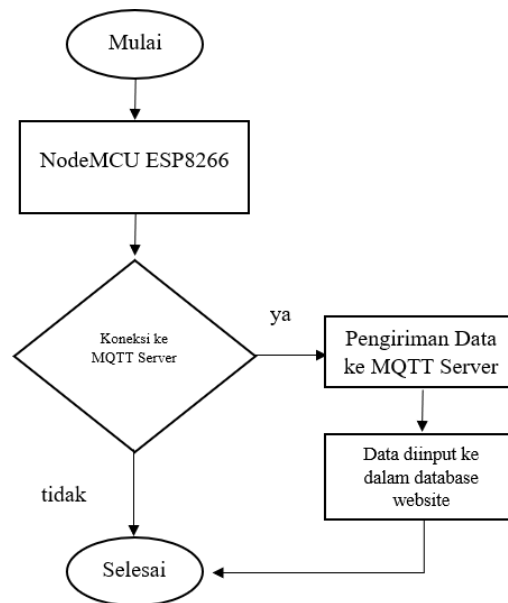 Mulai
NodeMCU ESP8266
Koneksi ke
MQTT Server
ya
Pengiriman Data
ke MQTT Server
Data diinput ke
dalam database
website
tidak
Selesai